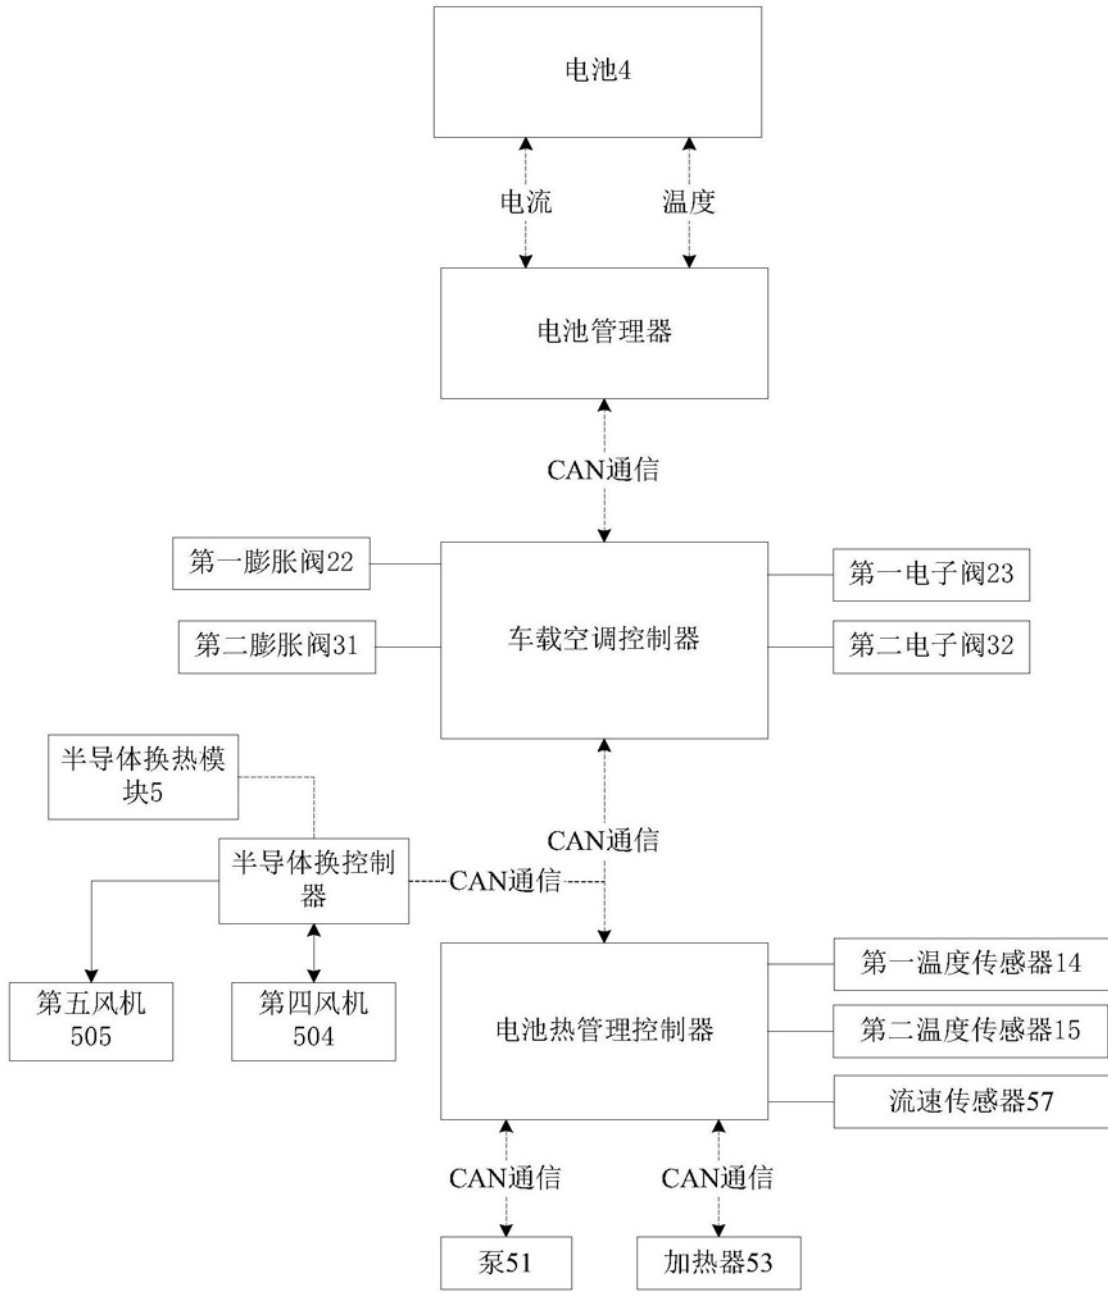 电池4
电流
温度
电池管理器
CAN通信
第一膨胀阀22
第一电子阀23
第二膨胀阀31
车载空调控制器
第二电子阀32
半导体换热模
块5
CAN通信
半导体换控制
器
CAN通信
第五风机
505
第四风机
504
第一温度传感器14
电池热管理控制器
第二温度传感器15
流速传感器57
CAN通信
CAN通信
泵51
加热器53